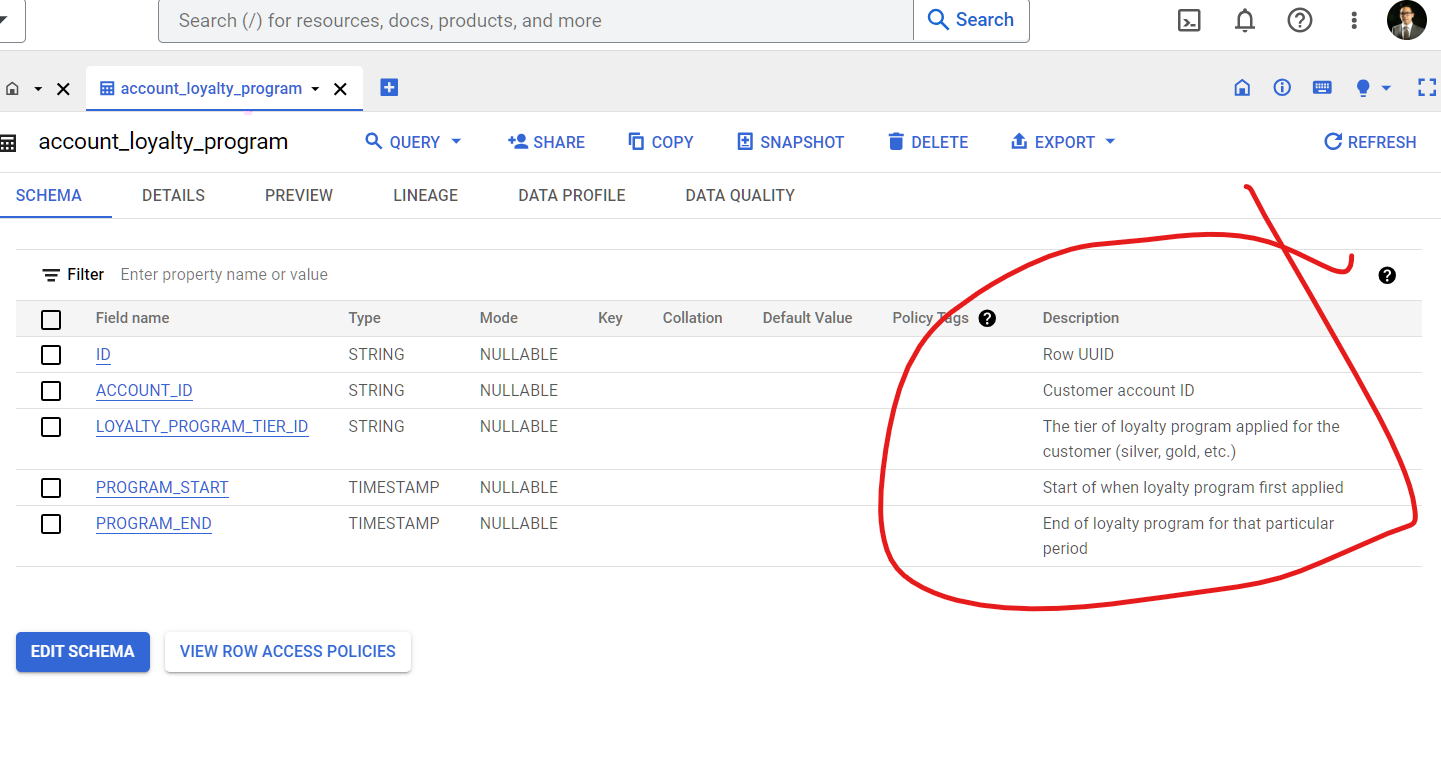 Search (/) for resources, docs, products, and more
Search
account_loyalty_program
account_loyalty_program
QUERY
SHARE
COPY
SNAPSHOT
DELETE
EXPORT
REFRESH
SCHEMA
DETAILS
PREVIEW
LINEAGE
DATA PROFILE
DATA QUALITY
Filter Enter property name or value
Field name Type Mode Key Collation Default Value Policy Tags Description
ID STRING NULLABLE Row UUID
ACCOUNT_ID STRING NULLABLE Customer account ID
LOYALTY_PROGRAM_TIER_ID STRING NULLABLE The tier of loyalty program applied for the
customer (silver, gold, etc.)
PROGRAM_START TIMESTAMP NULLABLE Start of when loyalty program first applied
PROGRAM_END TIMESTAMP NULLABLE End of loyalty program for that particular
period
EDIT SCHEMA
VIEW ROW ACCESS POLICIES